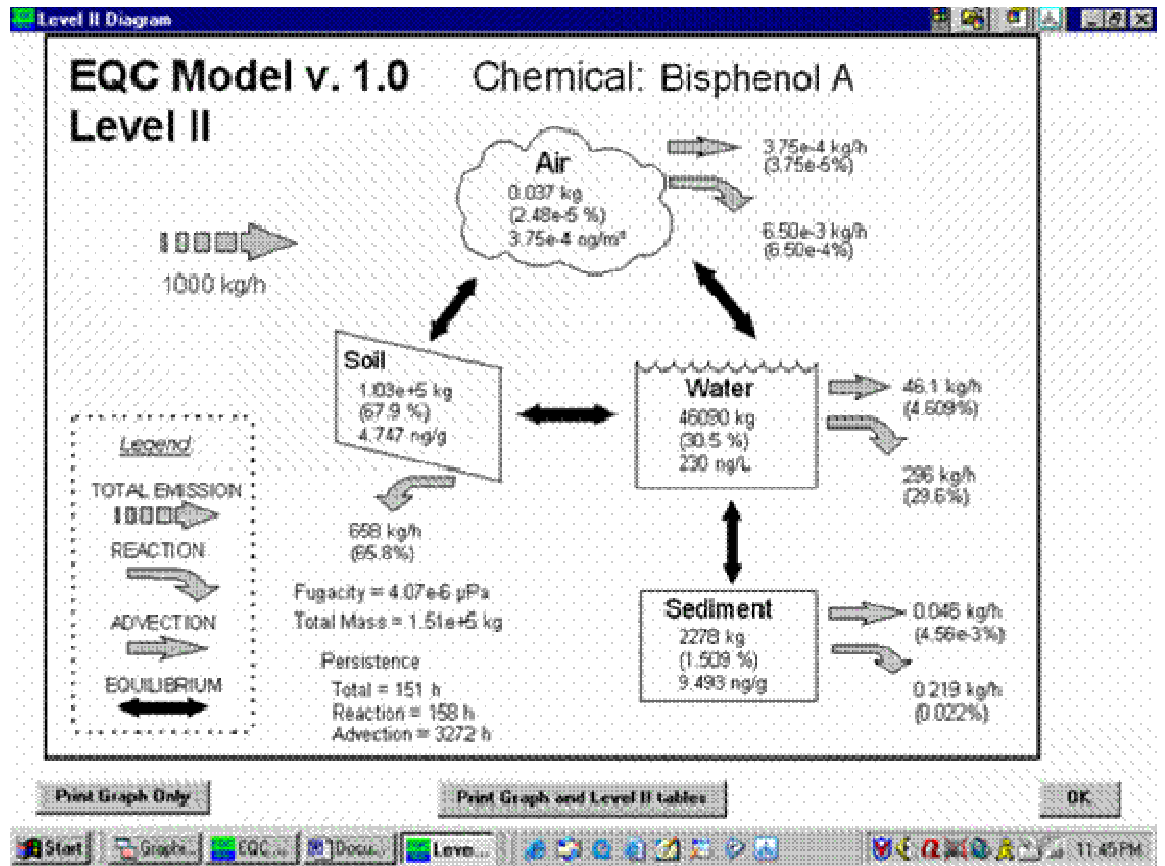 Level II Diagram
EQC Model v. 1.0 Chemical: Bisphenol A
Level II
Air
0.037 kg
(2.48e-5 %)
3.75e-4 ng/m³
3.75e-4 kg/h
(3.75e-5%)
6.50e-3 kg/h
(6.50e-4%)
1000 kg/h
Soil
1.03e+5 kg
(67.9 %)
4.747 ng/g
658 kg/h
(65.8%)
Water
46090 kg
(30.5 %)
230 ng/L
46.1 kg/h
(4.609%)
296 kg/h
(29.6%)
Sediment
2278 kg
(1.509 %)
9.493 ng/g
0.046 kg/h
(4.56e-3%)
0.219 kg/h
(0.022%)
Legend
TOTAL EMISSION
REACTION
ADVECTION
EQUILIBRIUM
Fugacity = 4.07e-6 µPa
Total Mass = 1.51e+5 kg
Persistence
Total = 151 h
Reaction = 158 h
Advection = 3272 h
Print Graph Only
Print Graph and Level II tables
OK
Start
Graphe...
EQC ...
Docu...
Level ...
11:45 PM